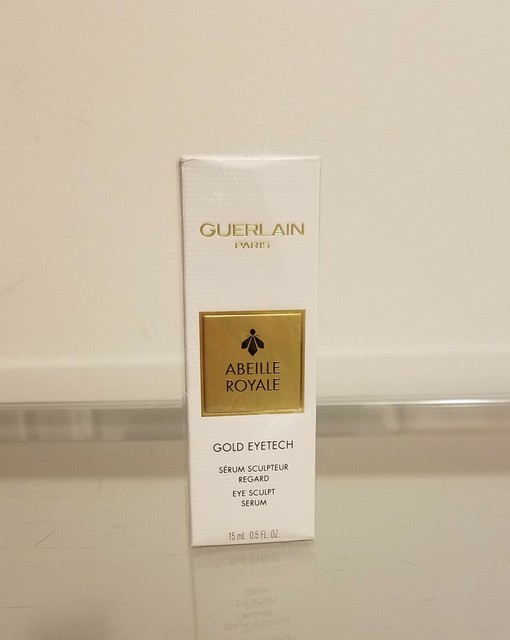 GUERLAIN
PARIS
ABEILLE
ROYALE
GOLD EYETECH
SÉRUM SCULPTEUR
REGARD
EYE SCULPT
SERUM
15 mL 0.5 FL. OZ.